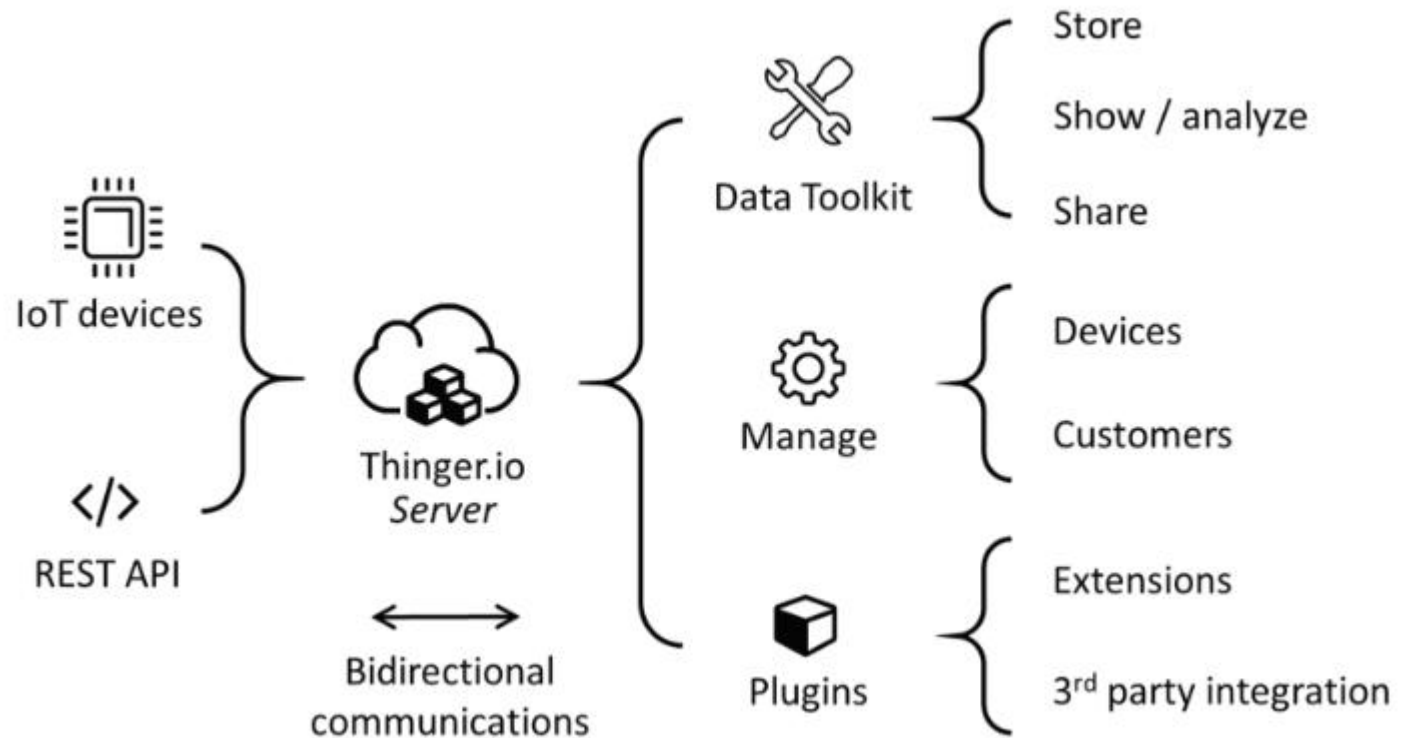 IoT devices
</>
REST API
Thinger.io
Server
Bidirectional
communications
Data Toolkit
Store
Show / analyze
Share
Manage
Devices
Customers
Plugins
Extensions
3rd party integration